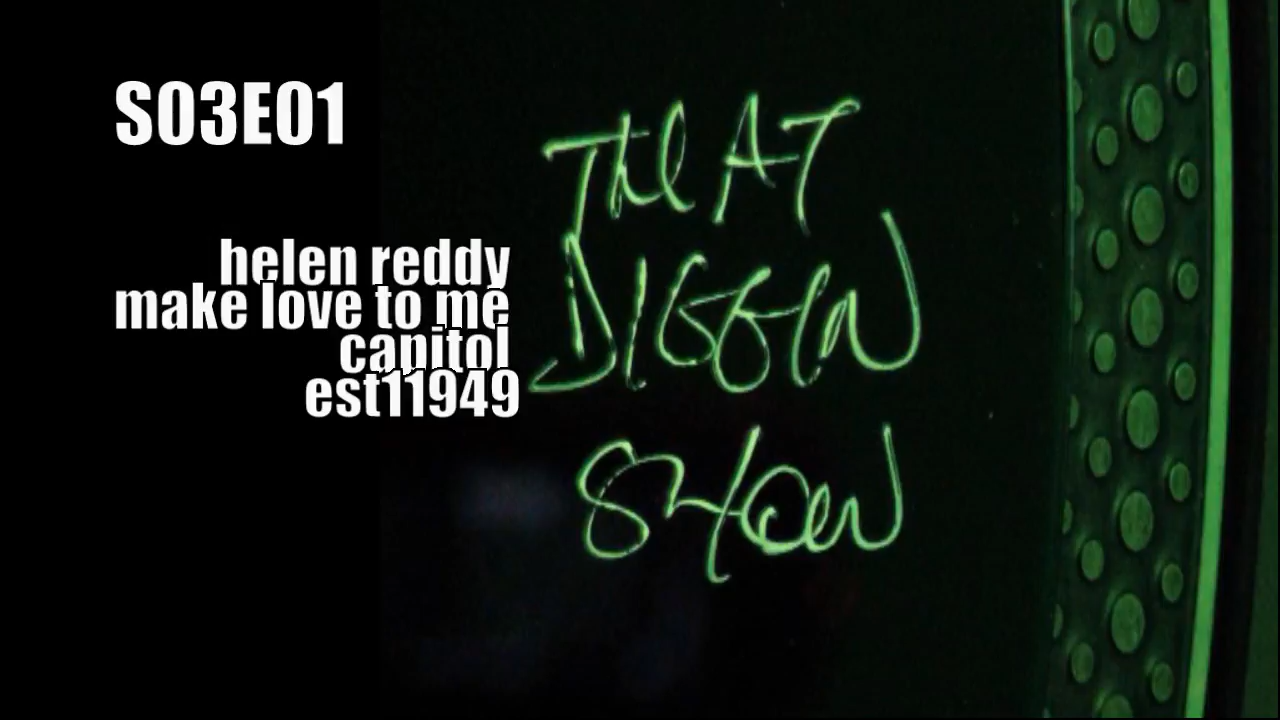 S03E01
helen reddy
make love to me
capitol
est11949
The AT
DIGGIN
SHOW